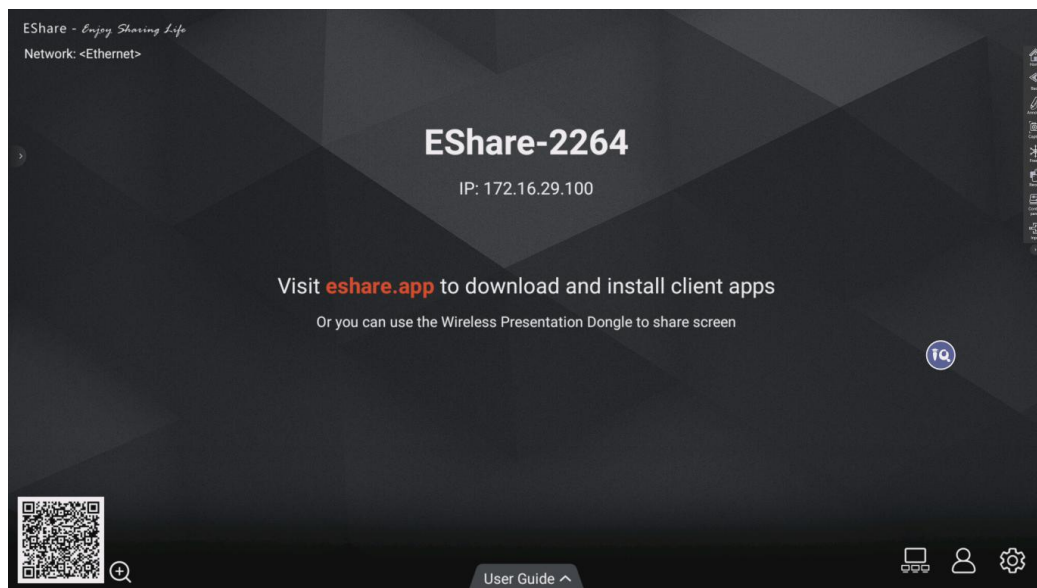 EShare - Enjoy Sharing Life
Network: <Ethernet>
EShare-2264
IP: 172.16.29.100
Visit eshare.app to download and install client apps
Or you can use the Wireless Presentation Dongle to share screen
User Guide